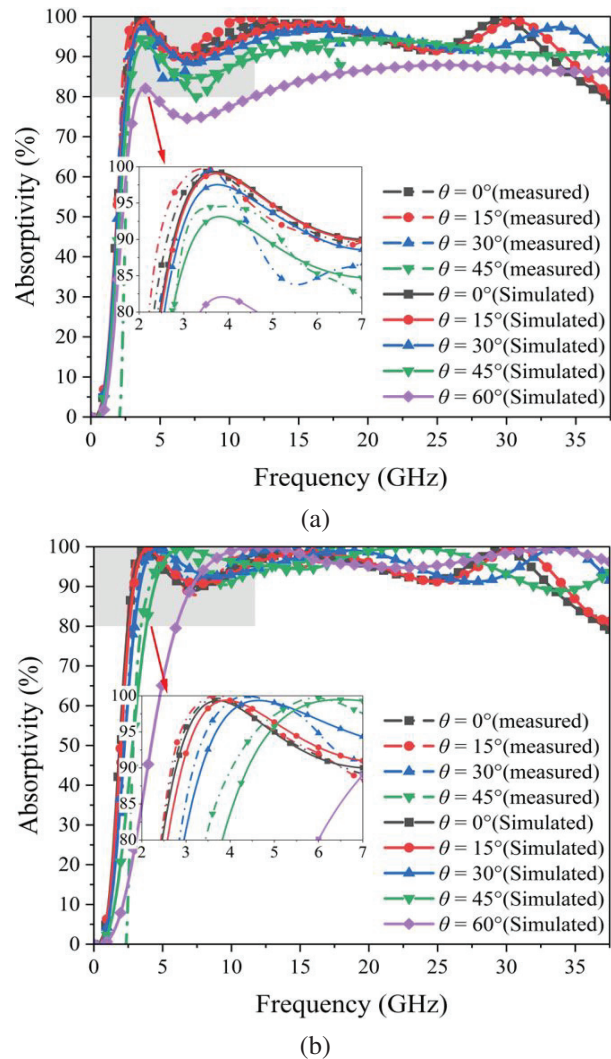 100
90
80
70
60
50
40
30
20
10
0
Absorptivity (%)
100
95
90
85
80
2 3 4 5 6 7
θ = 0°(measured)
θ = 15°(measured)
θ = 30°(measured)
θ = 45°(measured)
θ = 0°(Simulated)
θ = 15°(Simulated)
θ = 30°(Simulated)
θ = 45°(Simulated)
θ = 60°(Simulated)
0 5 10 15 20 25 30 35
Frequency (GHz)
(a)
100
90
80
70
60
50
40
30
20
10
0
Absorptivity (%)
100
95
90
85
80
2 3 4 5 6 7
θ = 0°(measured)
θ = 15°(measured)
θ = 30°(measured)
θ = 45°(measured)
θ = 0°(Simulated)
θ = 15°(Simulated)
θ = 30°(Simulated)
θ = 45°(Simulated)
θ = 60°(Simulated)
0 5 10 15 20 25 30 35
Frequency (GHz)
(b)